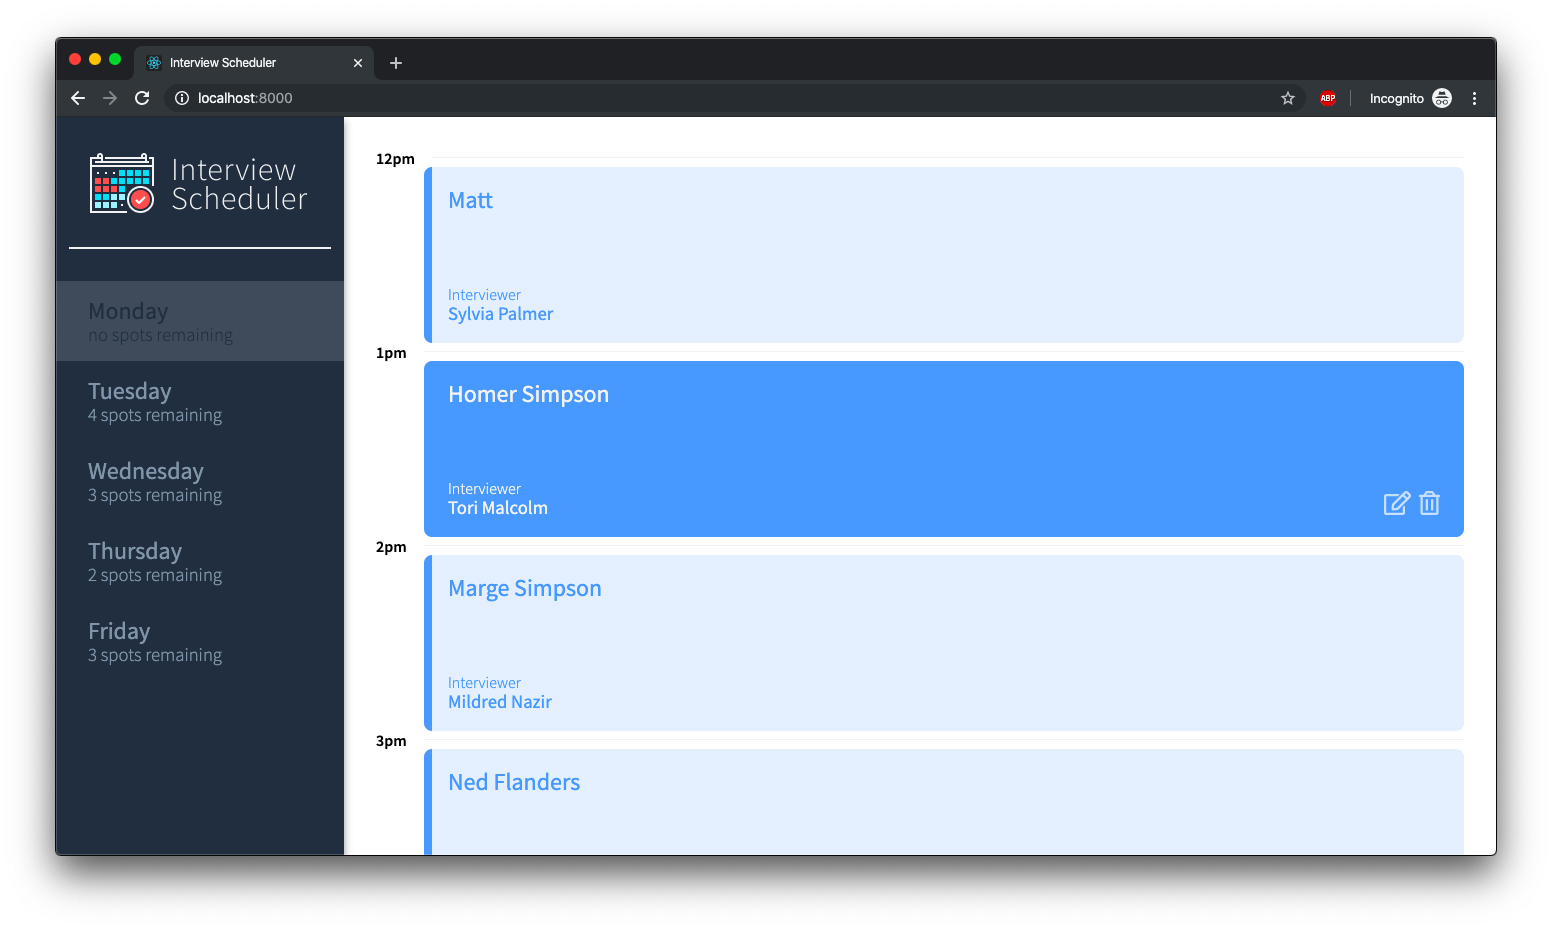 Interview Scheduler
localhost:8000
ABP
Incognito
Interview
Scheduler
Monday
no spots remaining
Tuesday
4 spots remaining
Wednesday
3 spots remaining
Thursday
2 spots remaining
Friday
3 spots remaining
12pm
Matt
Interviewer
Sylvia Palmer
1pm
Homer Simpson
Interviewer
Tori Malcolm
2pm
Marge Simpson
Interviewer
Mildred Nazir
3pm
Ned Flanders